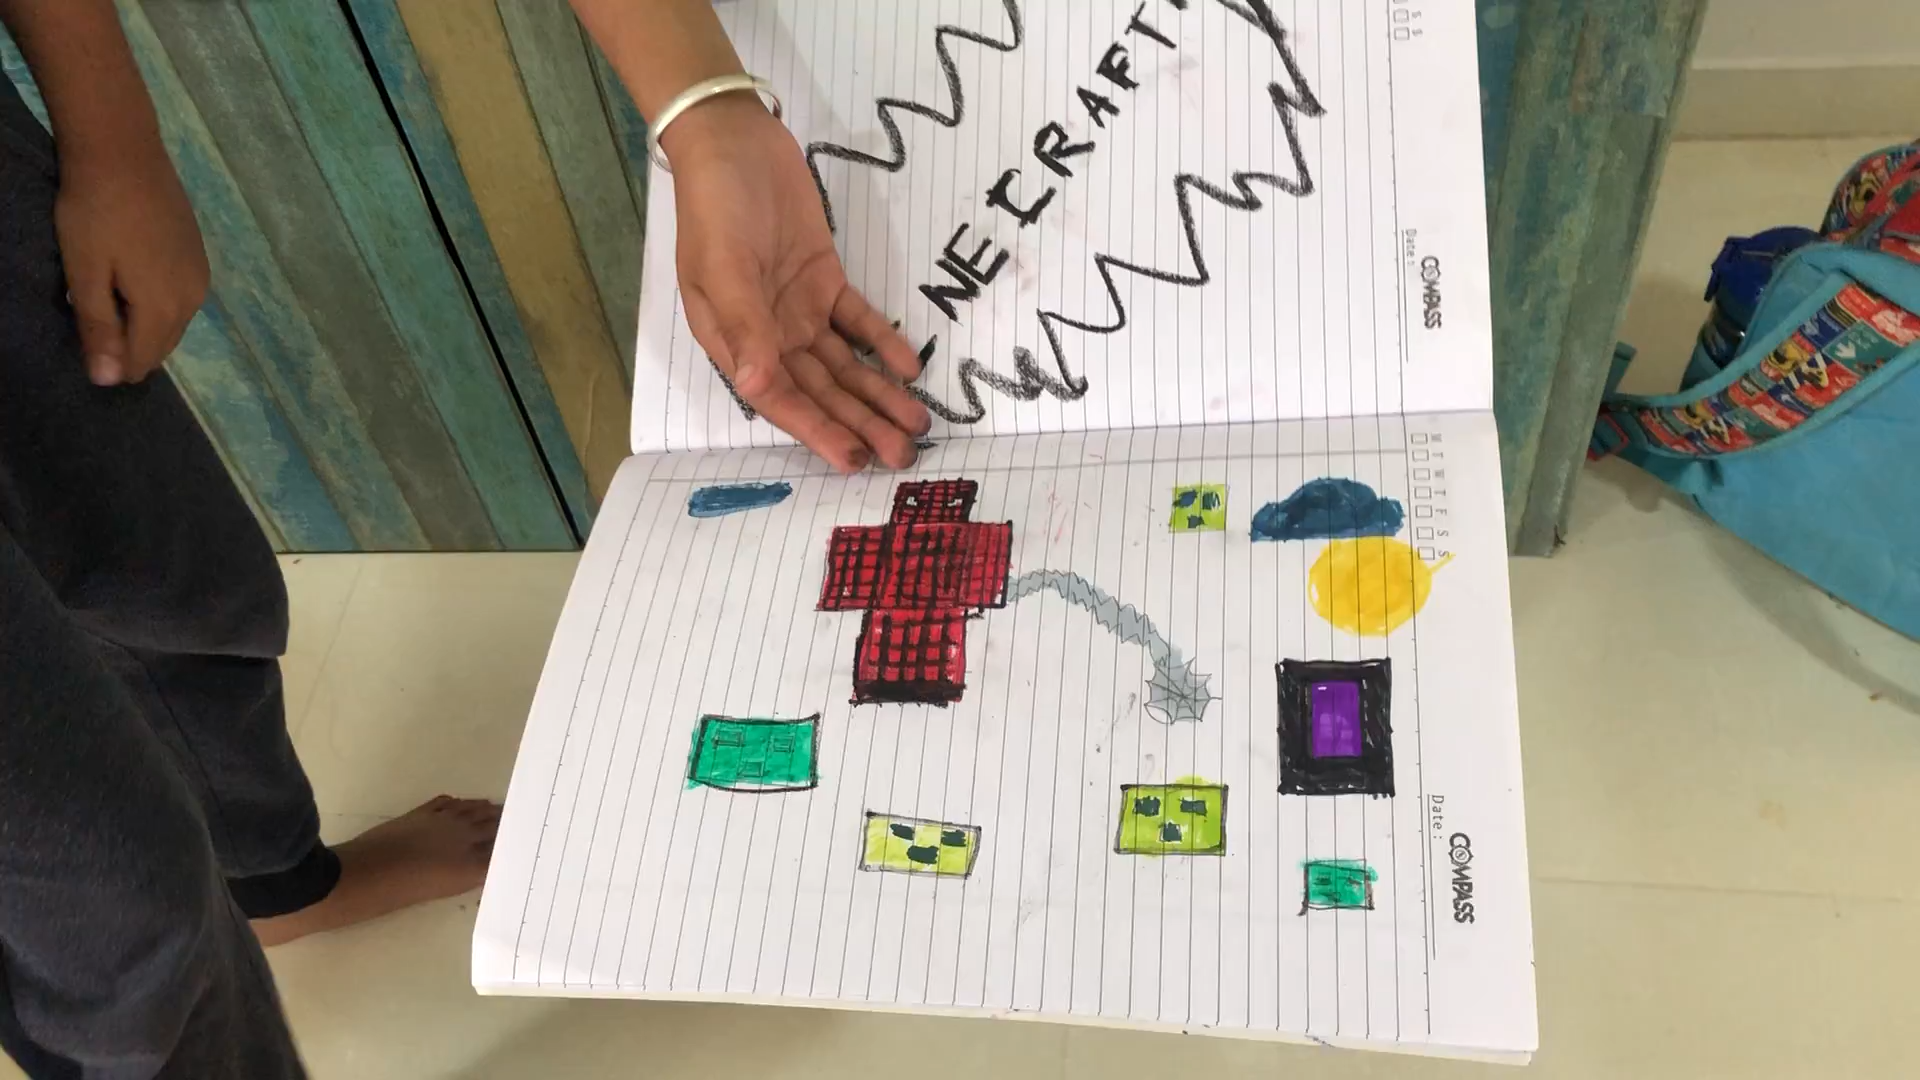 NECRAFT
S
S
Date:
COMPASS
M T W T F S S
Date:
COMPASS